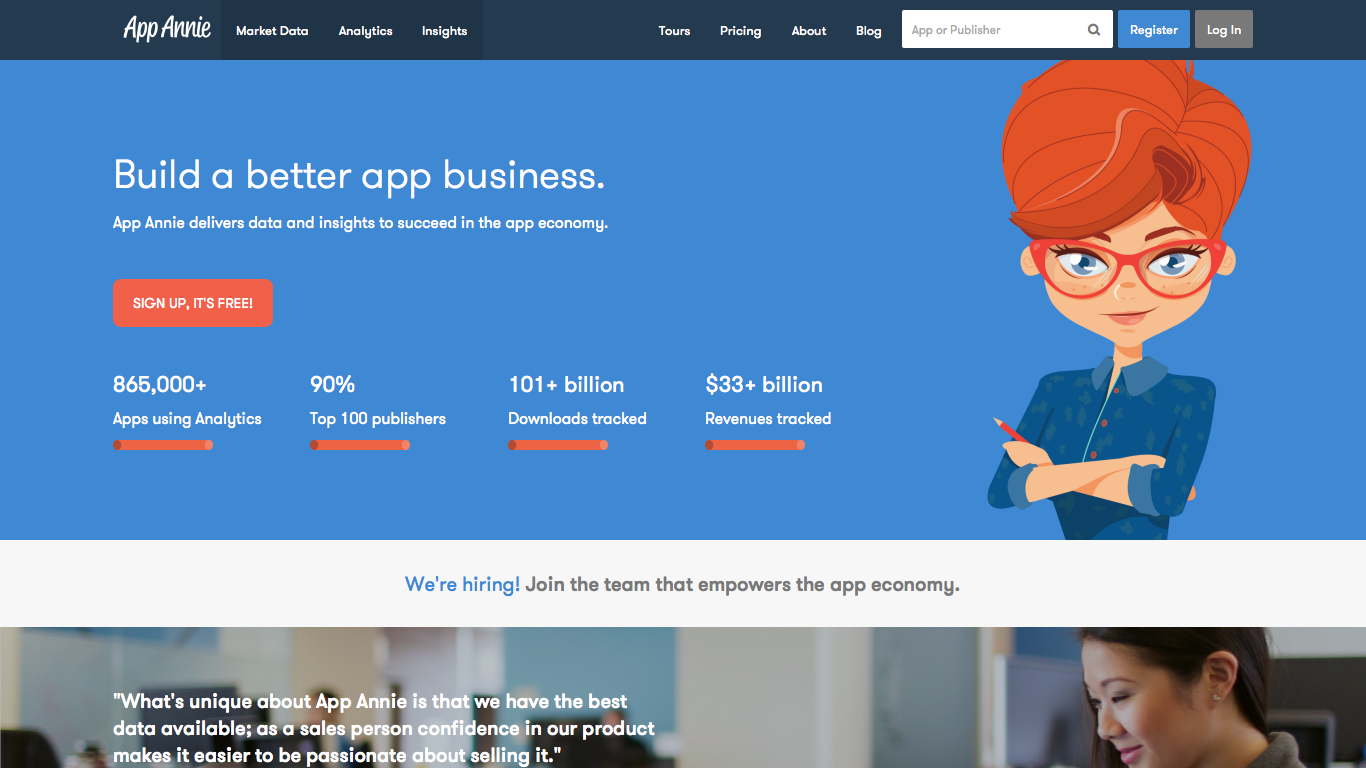 App Annie
Market Data
Analytics
Insights
Tours
Pricing
About
Blog
App or Publisher
Register
Log In
Build a better app business.
App Annie delivers data and insights to succeed in the app economy.
SIGN UP, IT'S FREE!
865,000+
Apps using Analytics
90%
Top 100 publishers
101+ billion
Downloads tracked
$33+ billion
Revenues tracked
We're hiring! Join the team that empowers the app economy.
"What's unique about App Annie is that we have the best
data available; as a sales person confidence in our product
makes it easier to be passionate about selling it."